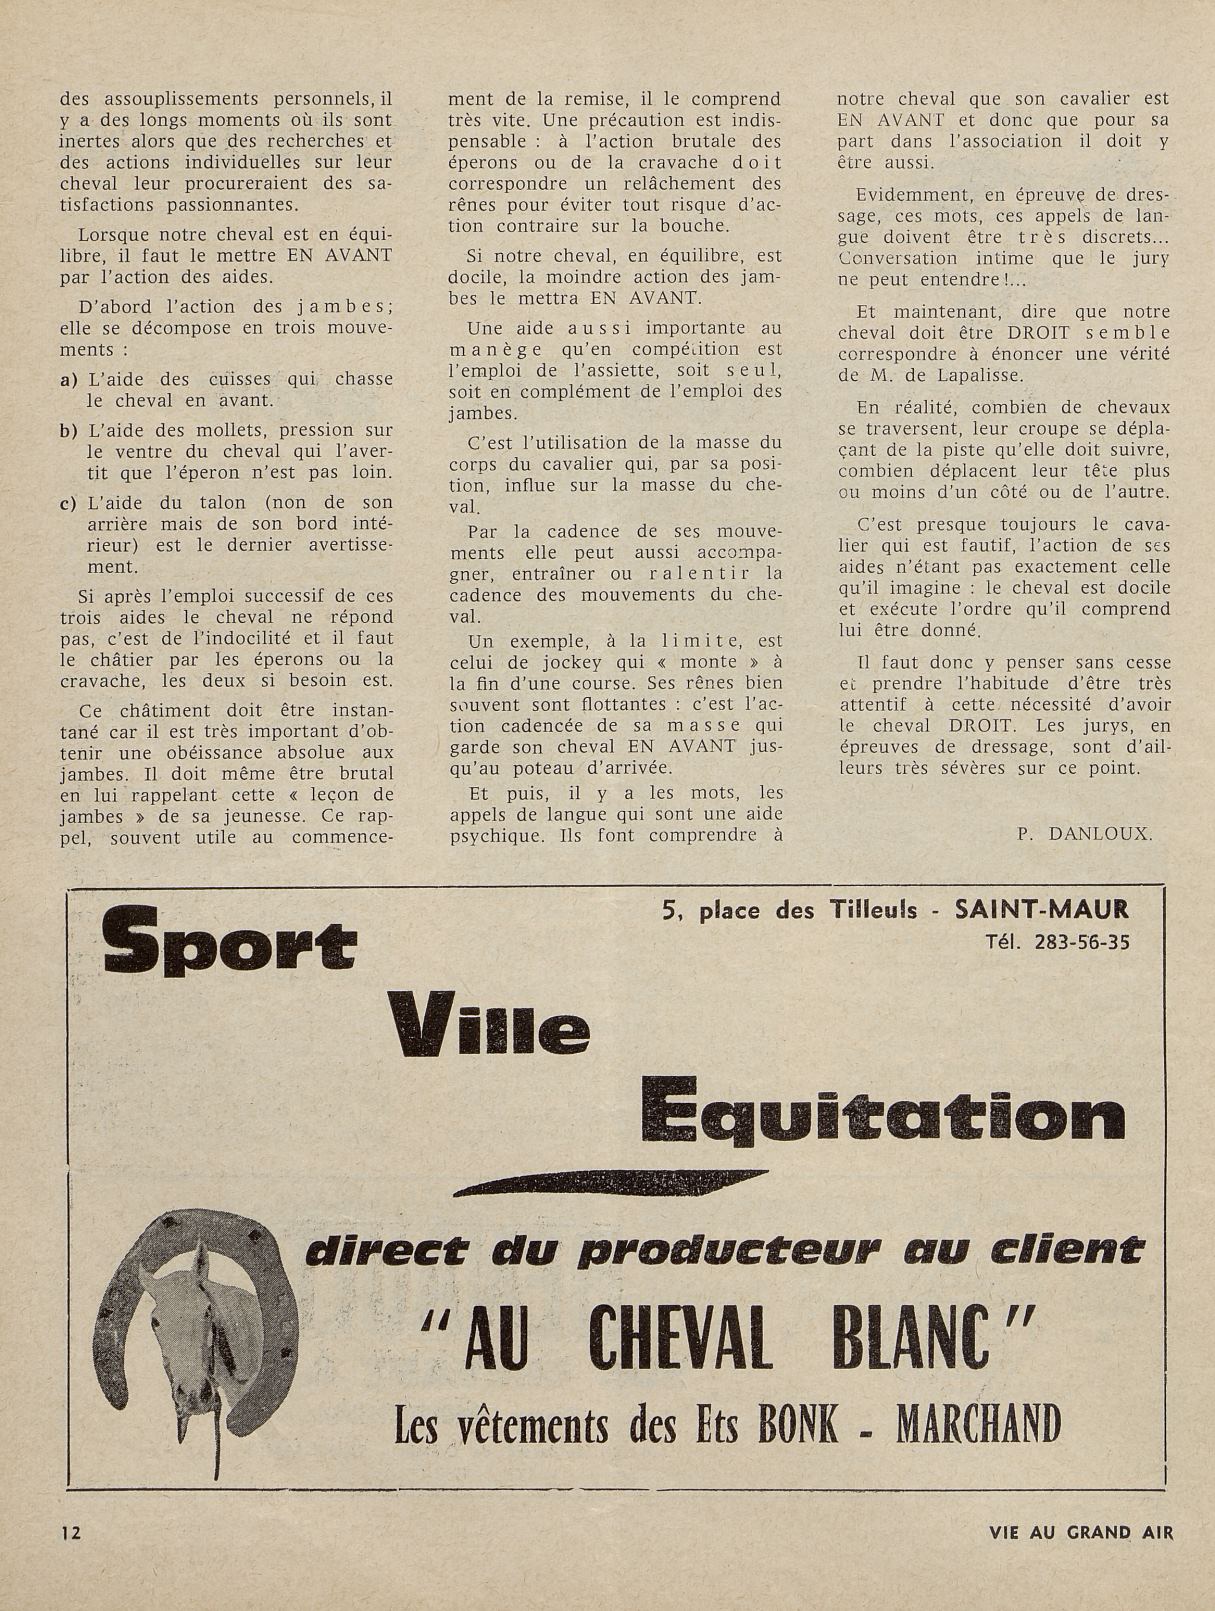 des assouplissements personnels, il
y a des longs moments où ils sont
inertes alors que des recherches et
des actions individuelles sur leur
cheval leur procureraient des sa-
tisfactions passionnantes.
Lorsque notre cheval est en équi-
libre, il faut le mettre EN AVANT
par l'action des aides.
D'abord l'action des jambes;
elle se décompose en trois mouve-
ments :
a) L'aide des cuisses qui chasse
le cheval en avant.
b) L'aide des mollets, pression sur
le ventre du cheval qui l'aver-
tit que l'éperon n'est pas loin.
c) L'aide du talon (non de son
arrière mais de son bord inté-
rieur) est le dernier avertisse-
ment.
Si après l'emploi successif de ces
trois aides le cheval ne répond
pas, c'est de l'indocilité et il faut
le châtier par les éperons ou la
cravache, les deux si besoin est.
Ce châtiment doit être instan-
tané car il est très important d'ob-
tenir une obéissance absolue aux
jambes. Il doit même être brutal
en lui rappelant cette « leçon de
jambes » de sa jeunesse. Ce rap-
pel, souvent utile au commence-
ment de la remise, il le comprend
très vite. Une précaution est indis-
pensable : à l'action brutale des
éperons ou de la cravache doit
correspondre un relâchement des
rênes pour éviter tout risque d'ac-
tion contraire sur la bouche.
Si notre cheval, en équilibre, est
docile, la moindre action des jam-
bes le mettra EN AVANT.
Une aide aussi importante au
manège qu'en compétition est
l'emploi de l'assiette, soit seul,
soit en complément de l'emploi des
jambes.
C'est l'utilisation de la masse du
corps du cavalier qui, par sa posi-
tion, influe sur la masse du che-
val.
Par la cadence de ses mouve-
ments elle peut aussi accompa-
gner, entraîner ou ralentir la
cadence des mouvements du che-
val.
Un exemple, à la limite, est
celui de jockey qui « monte » à
la fin d'une course. Ses rênes bien
souvent sont flottantes : c'est l'ac-
tion cadencée de sa masse qui
garde son cheval EN AVANT jus-
qu'au poteau d'arrivée.
Et puis, il y a les mots, les
appels de langue qui sont une aide
psychique. Ils font comprendre à
notre cheval que son cavalier est
EN AVANT et donc que pour sa
part dans l'association il doit y
être aussi.
Evidemment, en épreuve de dres-
sage, ces mots, ces appels de lan-
gue doivent être très discrets...
Conversation intime que le jury
ne peut entendre !...
Et maintenant, dire que notre
cheval doit être DROIT semble
correspondre à énoncer une vérité
de M. de Lapalisse.
En réalité, combien de chevaux
se traversent, leur croupe se dépla-
çant de la piste qu'elle doit suivre,
combien déplacent leur tête plus
ou moins d'un côté ou de l'autre.
C'est presque toujours le cava-
lier qui est fautif, l'action de ses
aides n'étant pas exactement celle
qu'il imagine : le cheval est docile
et exécute l'ordre qu'il comprend
lui être donné.
Il faut donc y penser sans cesse
et prendre l'habitude d'être très
attentif à cette nécessité d'avoir
le cheval DROIT. Les jurys, en
épreuves de dressage, sont d'ail-
leurs très sévères sur ce point.
P. DANLOUX.
5, place des Tilleuls - SAINT-MAUR
Tél. 283-56-35
Sport
Ville
Equitation
direct du producteur au client
"AU CHEVAL BLANC"
Les vêtements des Ets BONK - MARCHAND
12
VIE AU GRAND AIR